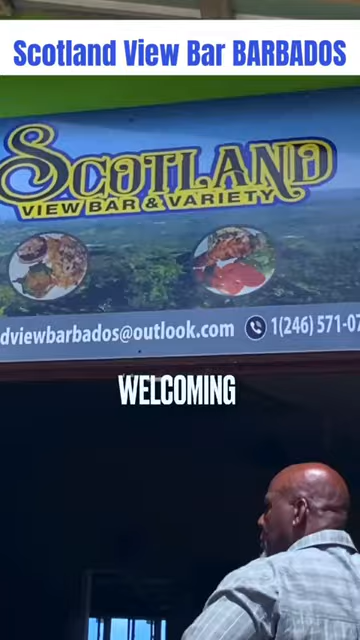 Scotland View Bar BARBADOS
SCOTLAND
VIEW BAR & VARIETY
dviewbarbados@outlook.com 1(246) 571-07
WELCOMING